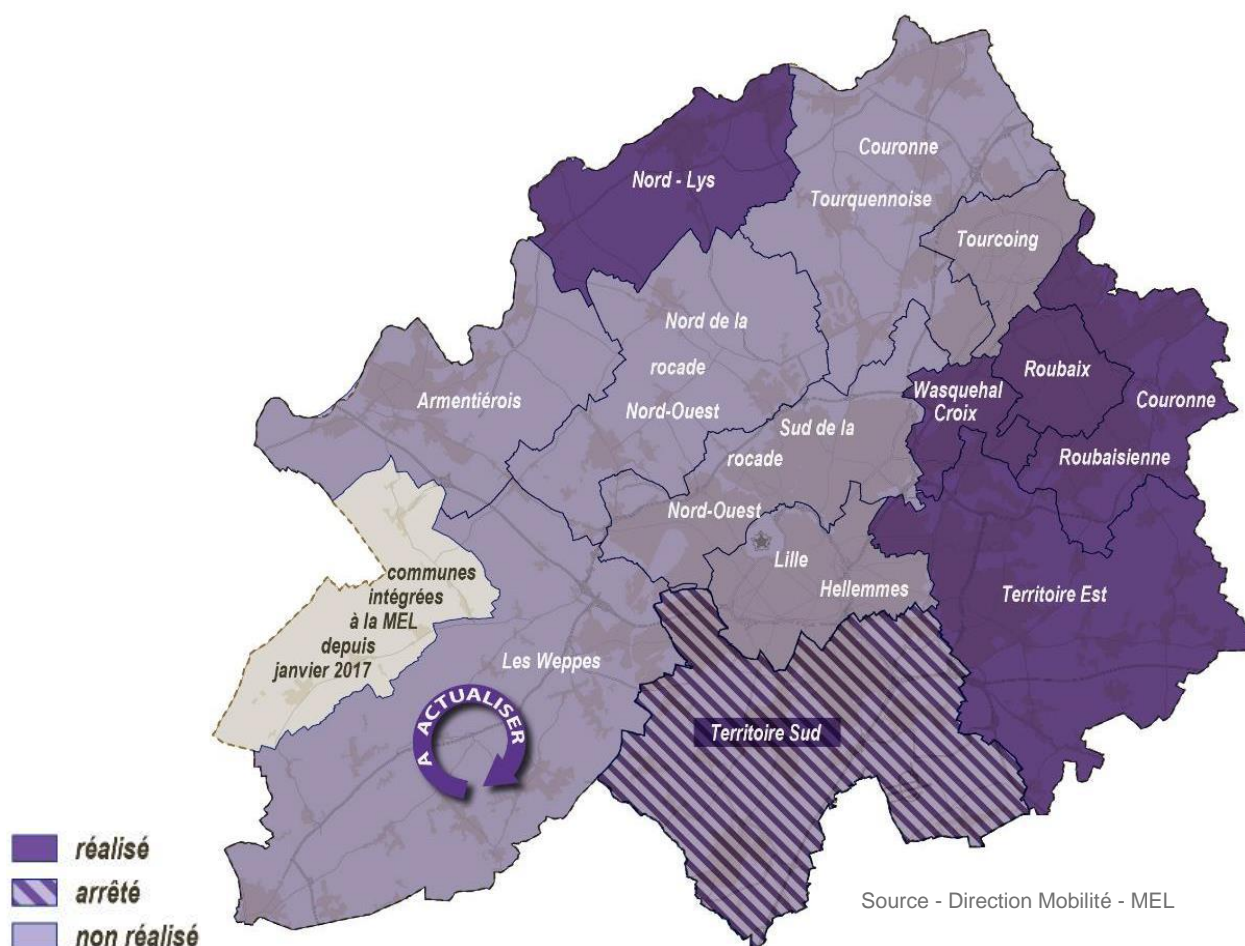 Couronne
Tourquennoise
Nord - Lys
Tourcoing
Nord de la
rocade
Nord-Ouest
Armentiérois
Roubaix
Wasquehal
Croix
Couronne
Roubaisienne
Sud de la
rocade
Nord-Ouest
Lille
Hellemmes
Territoire Est
communes
intégrées
à la MEL
depuis
janvier 2017
Les Weppes
A ACTUALISER
Territoire Sud
réalisé
arrêté
non réalisé
Source - Direction Mobilité - MEL